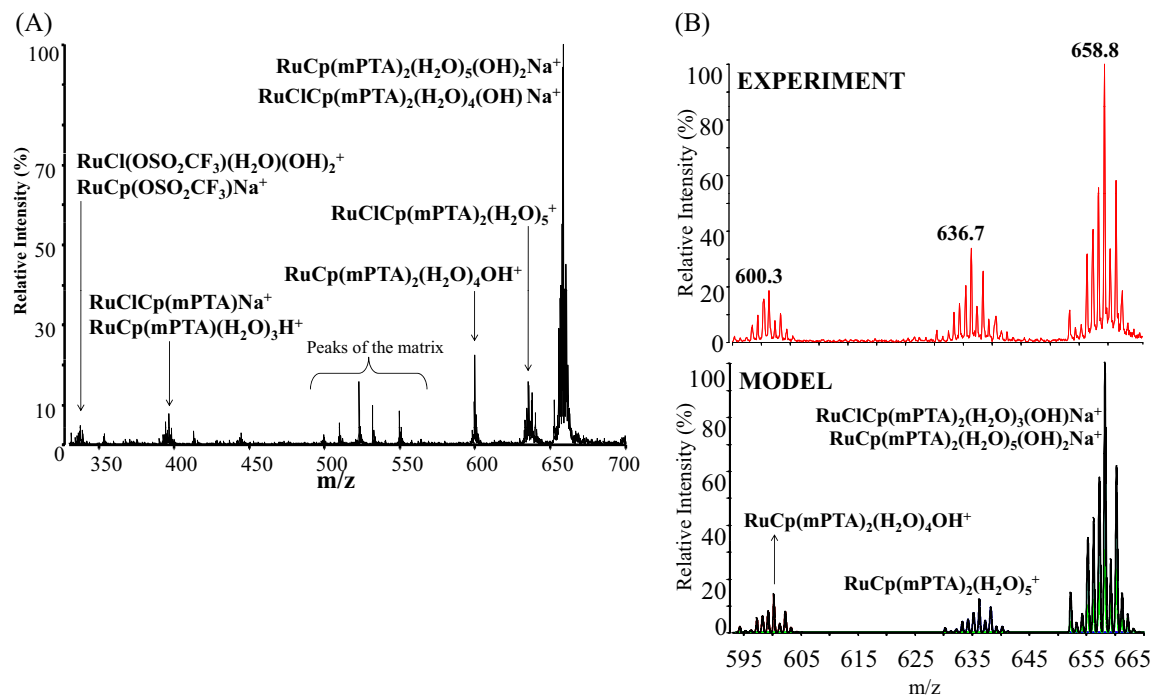 (A)
100
70
50
30
10
0
Relative Intensity (%)
RuCp(mPTA)₂(H₂O)₅(OH)₂Na⁺
RuClCp(mPTA)₂(H₂O)₄(OH) Na⁺
RuCl(OSO₂CF₃)(H₂O)(OH)₂⁺
RuCp(OSO₂CF₃)Na⁺
RuClCp(mPTA)₂(H₂O)₅⁺
RuCp(mPTA)₂(H₂O)₄OH⁺
RuClCp(mPTA)Na⁺
RuCp(mPTA)(H₂O)₃H⁺
Peaks of the matrix
350 400 450 500 550 600 650 700
m/z
(B)
658.8
EXPERIMENT
636.7
600.3
100
80
60
40
20
0
Relative Intensity (%)
MODEL
RuClCp(mPTA)₂(H₂O)₃(OH)Na⁺
RuCp(mPTA)₂(H₂O)₅(OH)₂Na⁺
RuCp(mPTA)₂(H₂O)₄OH⁺
RuCp(mPTA)₂(H₂O)₅⁺
100
80
60
40
20
0
Relative Intensity (%)
595 605 615 625 635 645 655 665
m/z